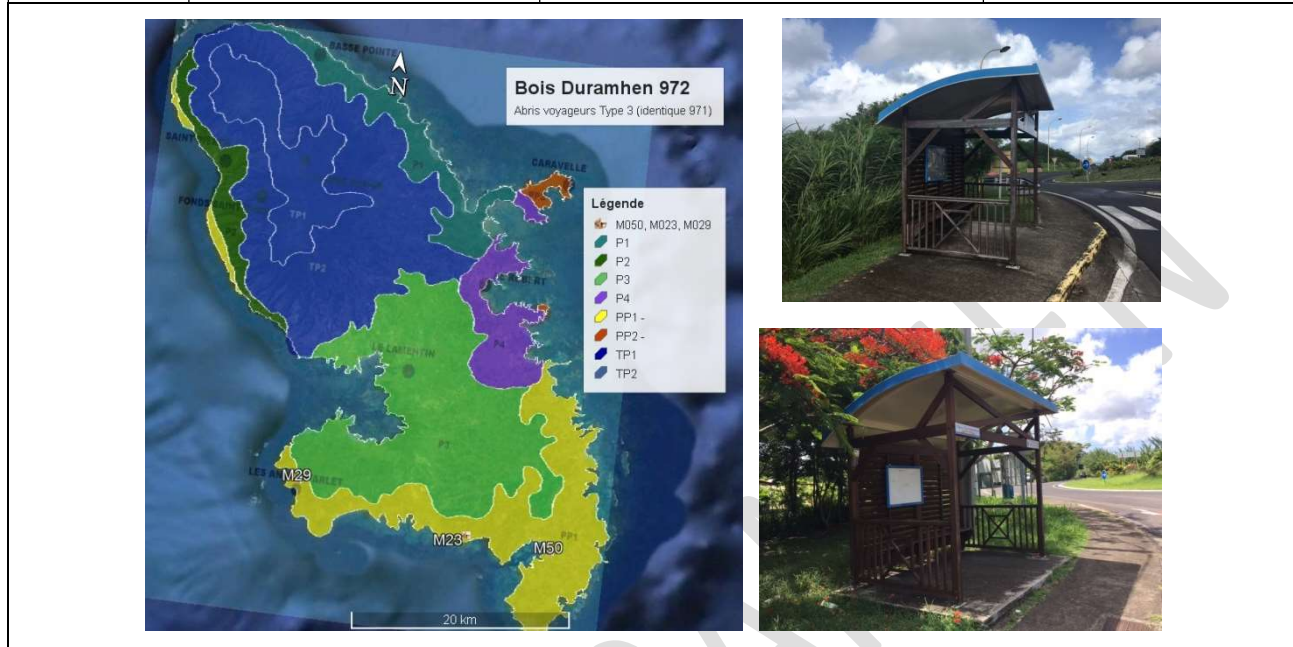 BASSE POINTE
N
Bois Duramhen 972
Abris voyageurs Type 3 (identique 971)
CARAVELLE
P1
Légende
M050, M023, M029
P1
P2
P3
P4
PP1 -
PP2 -
TP1
TP2
TP1
P2
TP2
LE LAMENTIN
P4
P3
M29
M23
M50
PP1
20 km